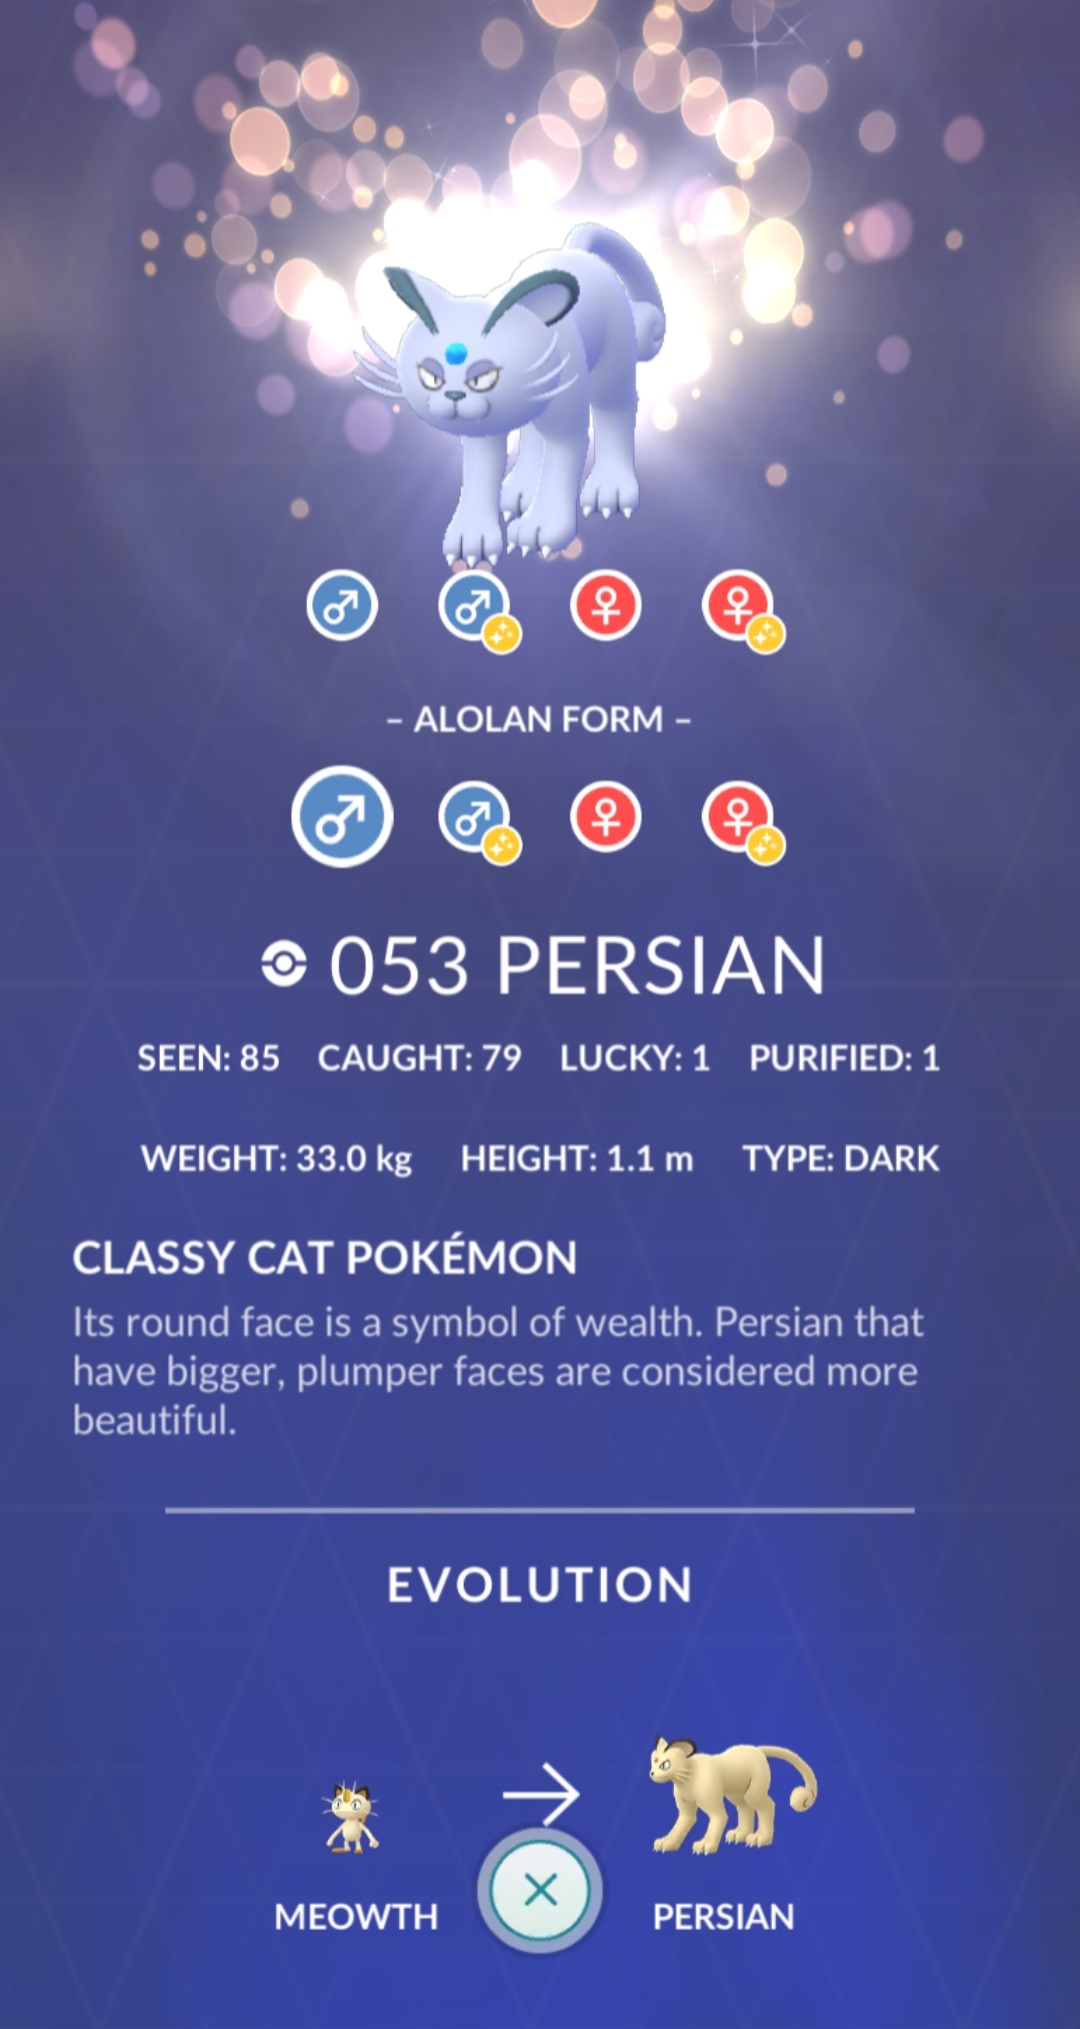 – ALOLAN FORM –
053 PERSIAN
SEEN: 85 CAUGHT: 79 LUCKY: 1 PURIFIED: 1
WEIGHT: 33.0 kg HEIGHT: 1.1 m TYPE: DARK
CLASSY CAT POKÉMON
Its round face is a symbol of wealth. Persian that
have bigger, plumper faces are considered more
beautiful.
EVOLUTION
MEOWTH PERSIAN